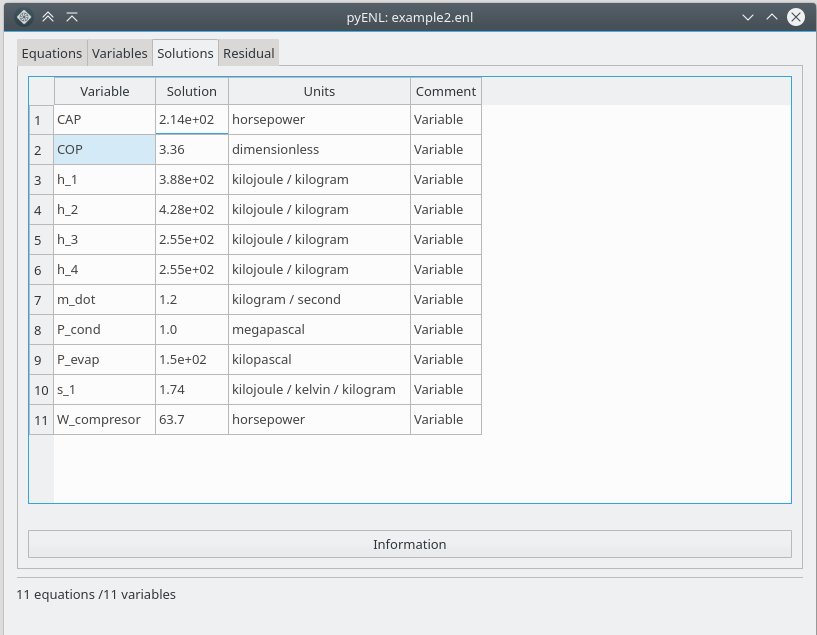 pyENL: example2.enl
Equations Variables Solutions Residual
Variable Solution Units Comment
1 CAP 2.14e+02 horsepower Variable
2 COP 3.36 dimensionless Variable
3 h_1 3.88e+02 kilojoule / kilogram Variable
4 h_2 4.28e+02 kilojoule / kilogram Variable
5 h_3 2.55e+02 kilojoule / kilogram Variable
6 h_4 2.55e+02 kilojoule / kilogram Variable
7 m_dot 1.2 kilogram / second Variable
8 P_cond 1.0 megapascal Variable
9 P_evap 1.5e+02 kilopascal Variable
10 s_1 1.74 kilojoule / kelvin / kilogram Variable
11 W_compresor 63.7 horsepower Variable
Information
11 equations /11 variables